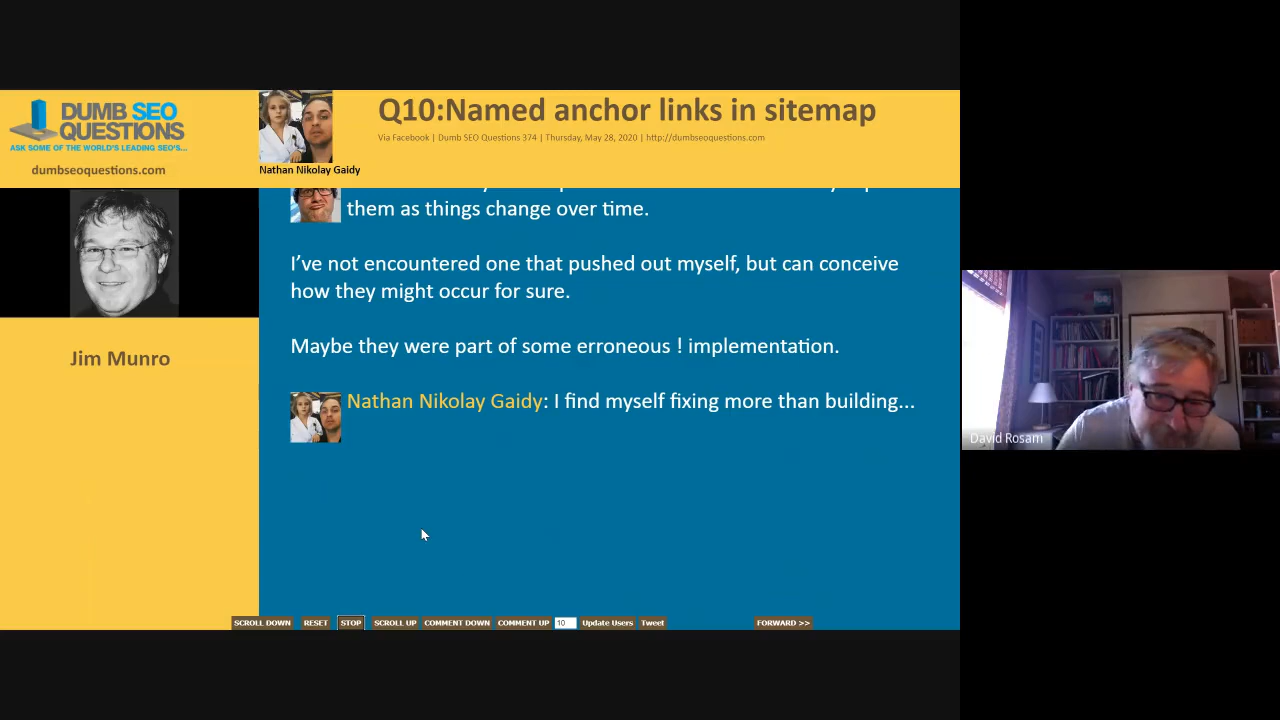 DUMB SEO
QUESTIONS
ASK SOME OF THE WORLD'S LEADING SEO'S...
dumbseoquestions.com
Nathan Nikolay Gaidy
Q10:Named anchor links in sitemap
Via Facebook | Dumb SEO Questions 374 | Thursday, May 28, 2020 | http://dumbseoquestions.com
Jim Munro
them as things change over time.
I've not encountered one that pushed out myself, but can conceive
how they might occur for sure.
Maybe they were part of some erroneous ! implementation.
Nathan Nikolay Gaidy: I find myself fixing more than building...
David Rosam
SCROLL DOWN RESET STOP SCROLL UP COMMENT DOWN COMMENT UP 10 Update Users Tweet FORWARD >>